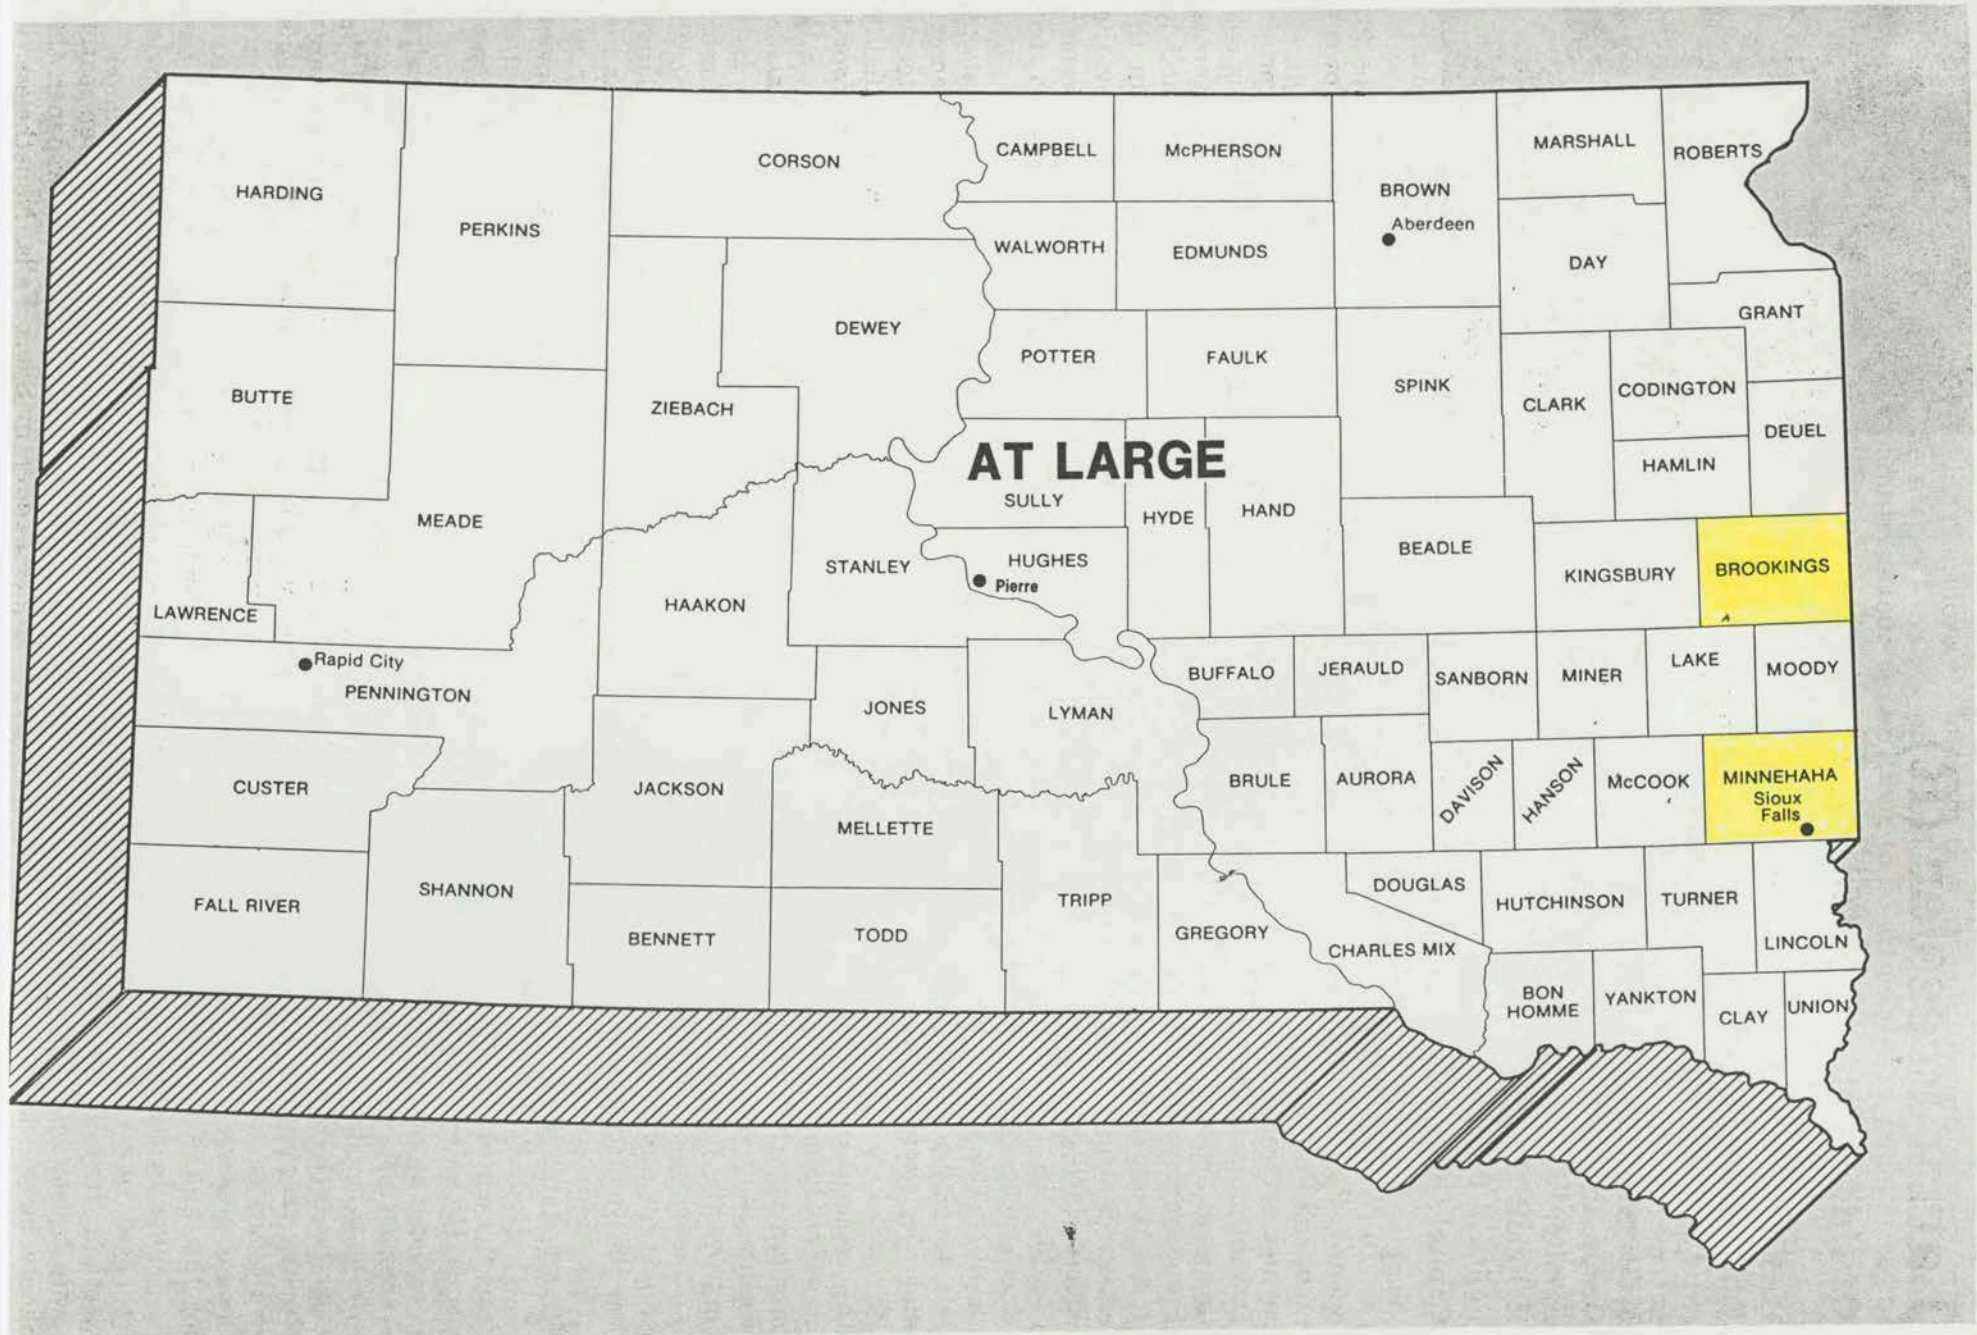 HARDING
PERKINS
CORSON
CAMPBELL
McPHERSON
BROWN
Aberdeen
MARSHALL
ROBERTS
WALWORTH
EDMUNDS
DAY
GRANT
BUTTE
ZIEBACH
DEWEY
POTTER
FAULK
SPINK
CLARK
CODINGTON
DEUEL
HAMLIN
AT LARGE
MEADE
SULLY
HYDE
HAND
BEADLE
KINGSBURY
BROOKINGS
LAWRENCE
HAAKON
STANLEY
HUGHES
Pierre
Rapid City
PENNINGTON
JONES
LYMAN
BUFFALO
JERAULD
SANBORN
MINER
LAKE
MOODY
CUSTER
JACKSON
MELLETTE
BRULE
AURORA
DAVISON
HANSON
McCOOK
MINNEHAHA
Sioux
Falls
FALL RIVER
SHANNON
BENNETT
TODD
TRIPP
GREGORY
CHARLES MIX
DOUGLAS
HUTCHINSON
TURNER
LINCOLN
BON
HOMME
YANKTON
CLAY
UNION